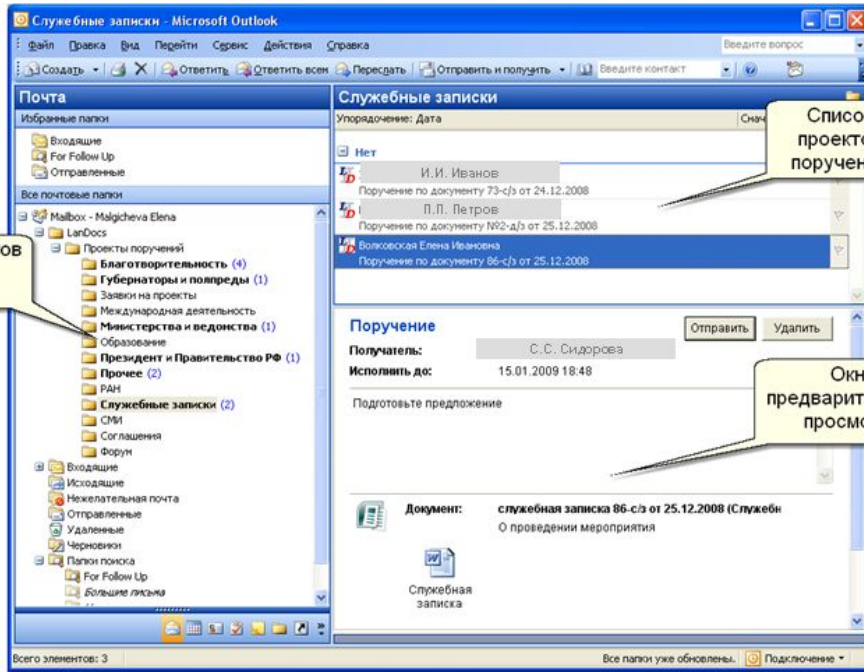 Служебные записки - Microsoft Outlook
Файл Правка Вид Перейти Сервис Действия Справка
Введите вопрос
Создать Ответить Ответить всем Переслать Отправить и получить Введите контакт
Почта
Избранные папки
Входящие
For Follow Up
Отправленные
Все почтовые папки
Mailbox - Malgicheva Elena
LanDocs
Проекты поручений
Благотворительность (4)
Губернаторы и полпреды (1)
Заявки на проекты
Международная деятельность
Министерства и ведонства (1)
Образование
Президент и Правительство РФ (1)
Прочее (2)
РАН
Служебные записки (2)
СМИ
Соглашения
Форум
Входящие
Исходящие
Нежелательная почта
Отправленные
Удаленные
Черновики
Папки поиска
For Follow Up
Большие письма
ов
Служебные записки
Упорядочение: Дата
Снач
Нет
И.И. Иванов
Поручение по документу 73-с/з от 24.12.2008
П.П. Петров
Поручение по документу №2-д/з от 25.12.2008
Волковская Елена Ивановна
Поручение по документу 86-с/з от 25.12.2008
Списо
проекто
поручен
Поручение
Отправить Удалить
Получатель: С.С. Сидорова
Исполнить до: 15.01.2009 18:48
Подготовьте предложение
Окн
предварит
просмо
Документ: служебная записка 86-с/з от 25.12.2008 (Служебн
О проведении мероприятия
Служебная
записка
Всего элементов: 3
Все папки уже обновлены. Подключение